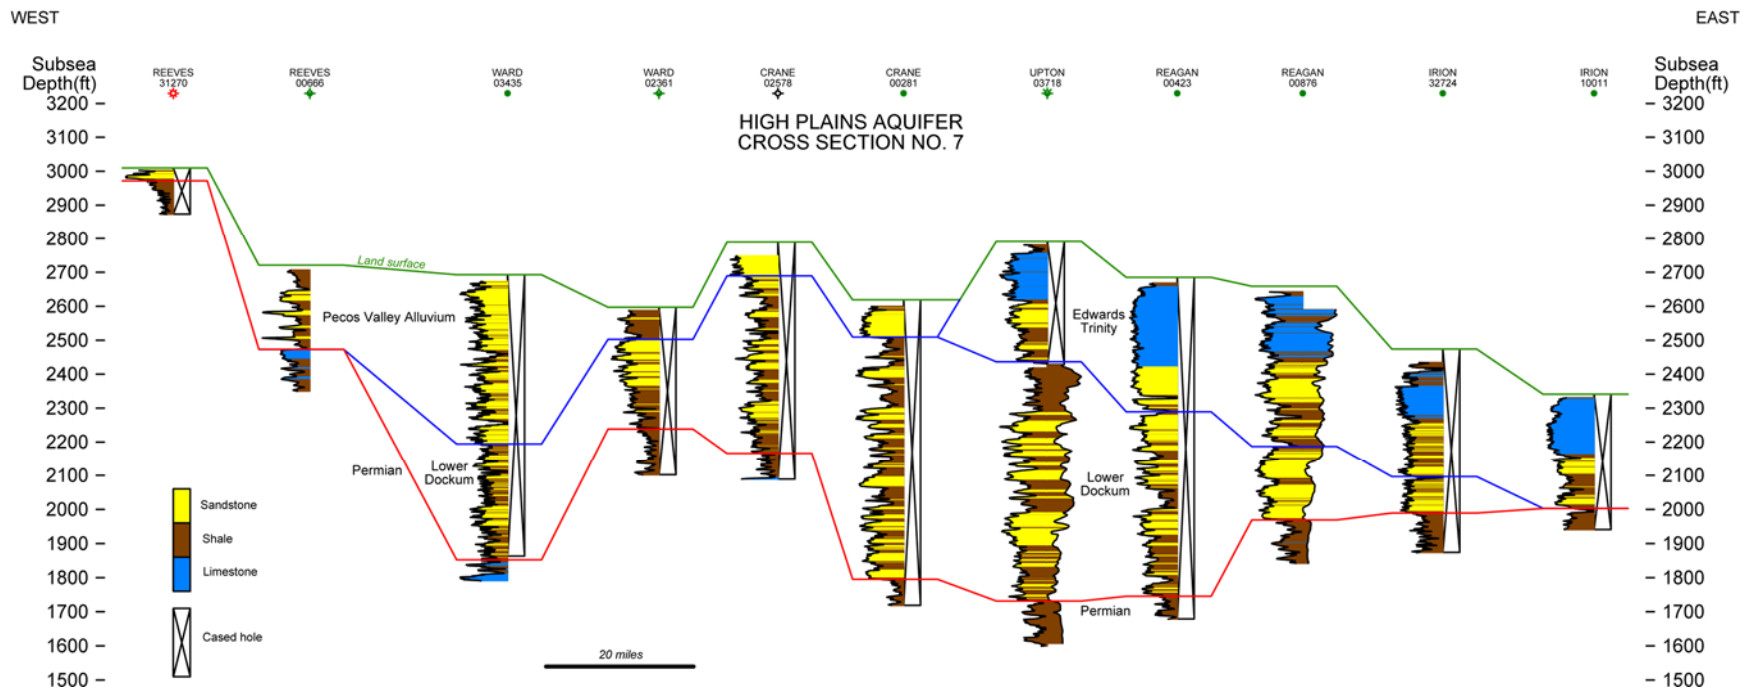 WEST
EAST
Subsea
Depth(ft)
REEVES
31270
REEVES
00666
WARD
03435
WARD
02361
CRANE
02578
CRANE
00281
UPTON
03718
REAGAN
00423
REAGAN
00876
IRION
32724
IRION
10011
Subsea
Depth(ft)
HIGH PLAINS AQUIFER
CROSS SECTION NO. 7
3200
3100
3000
2900
2800
2700
2600
2500
2400
2300
2200
2100
2000
1900
1800
1700
1600
1500
Land surface
Pecos Valley Alluvium
Edwards
Trinity
Permian
Lower
Dockum
Lower
Dockum
Permian
Sandstone
Shale
Limestone
Cased hole
20 miles
3200
3100
3000
2900
2800
2700
2600
2500
2400
2300
2200
2100
2000
1900
1800
1700
1600
1500